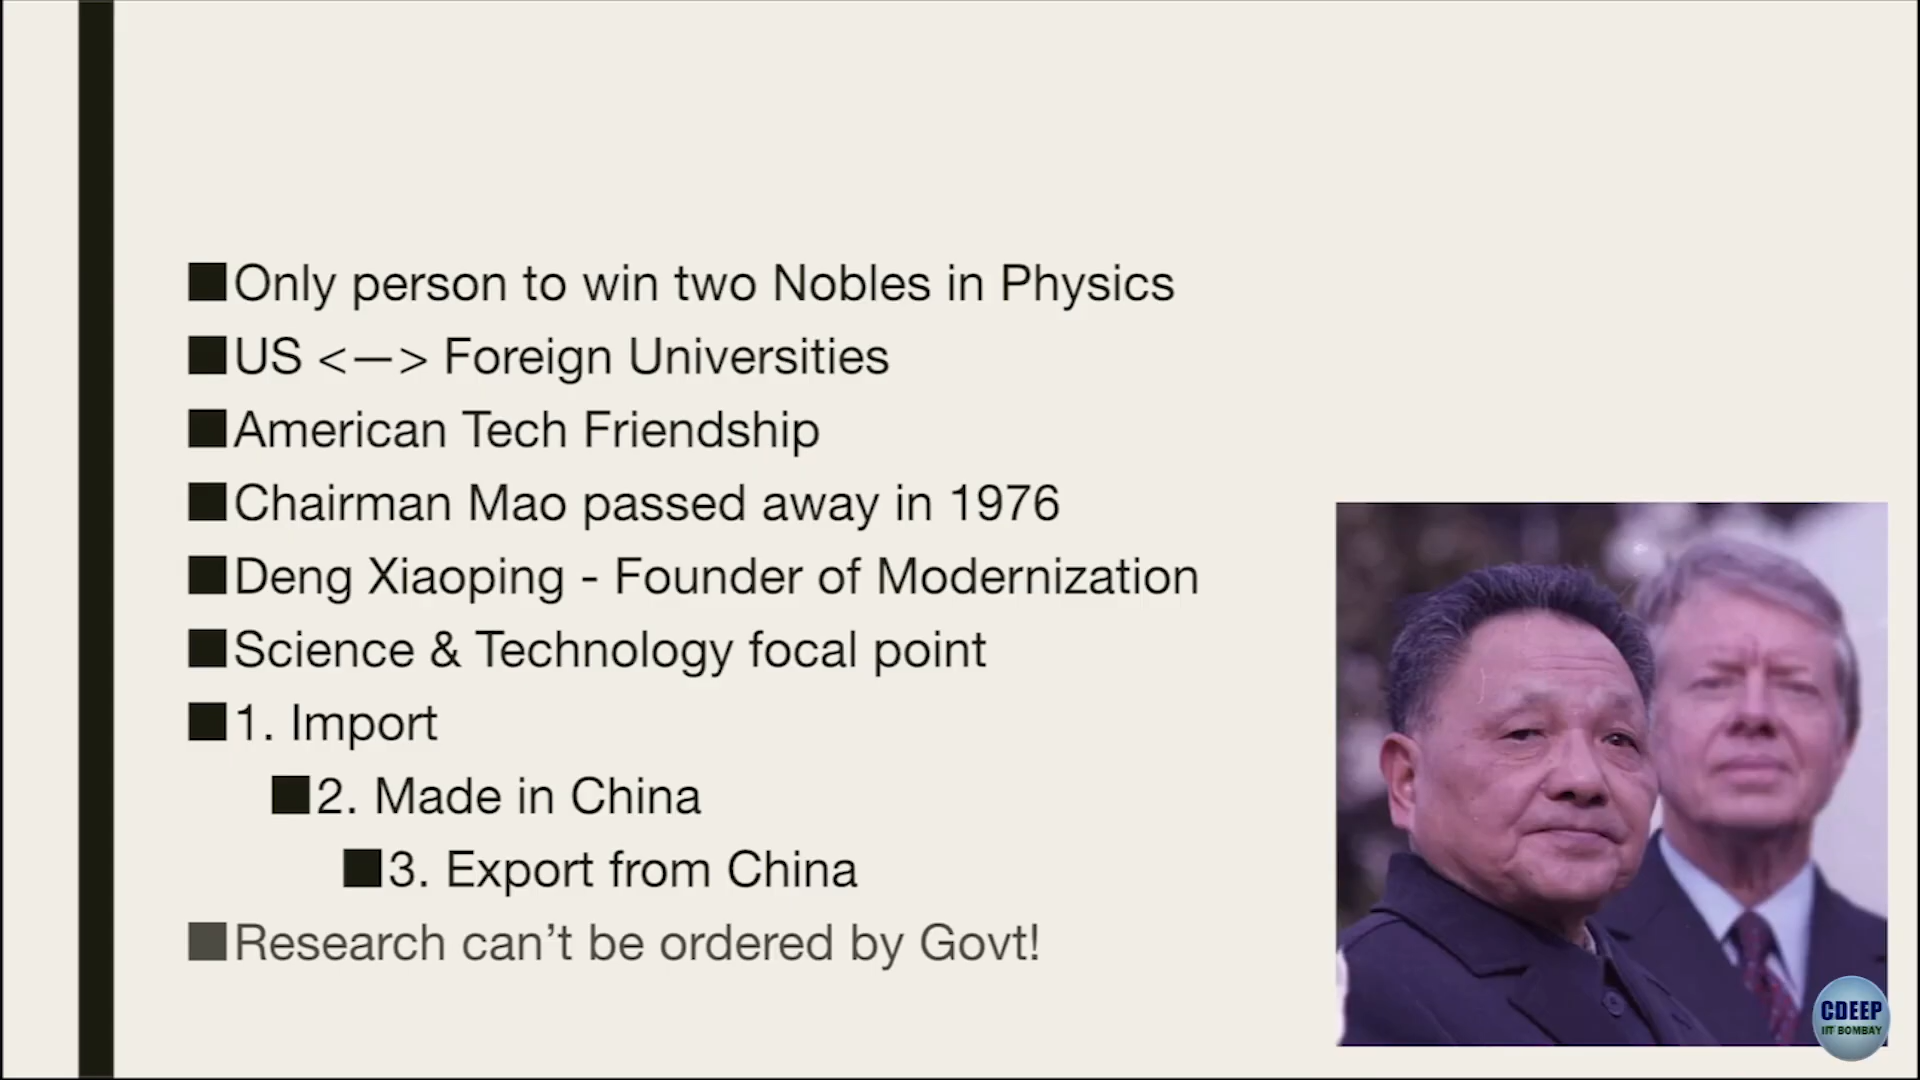 Only person to win two Nobles in Physics
US <—> Foreign Universities
American Tech Friendship
Chairman Mao passed away in 1976
Deng Xiaoping - Founder of Modernization
Science & Technology focal point
1. Import
2. Made in China
3. Export from China
Research can't be ordered by Govt!
CDEEP
IIT BOMBAY